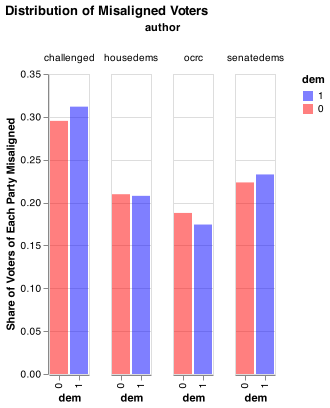 Distribution of Misaligned Voters
author
challenged housedems ocrc senatedems
dem
1
0
Share of Voters of Each Party Misaligned
0.35
0.30
0.25
0.20
0.15
0.10
0.05
0.00
0 1 0 1 0 1 0 1
dem dem dem dem